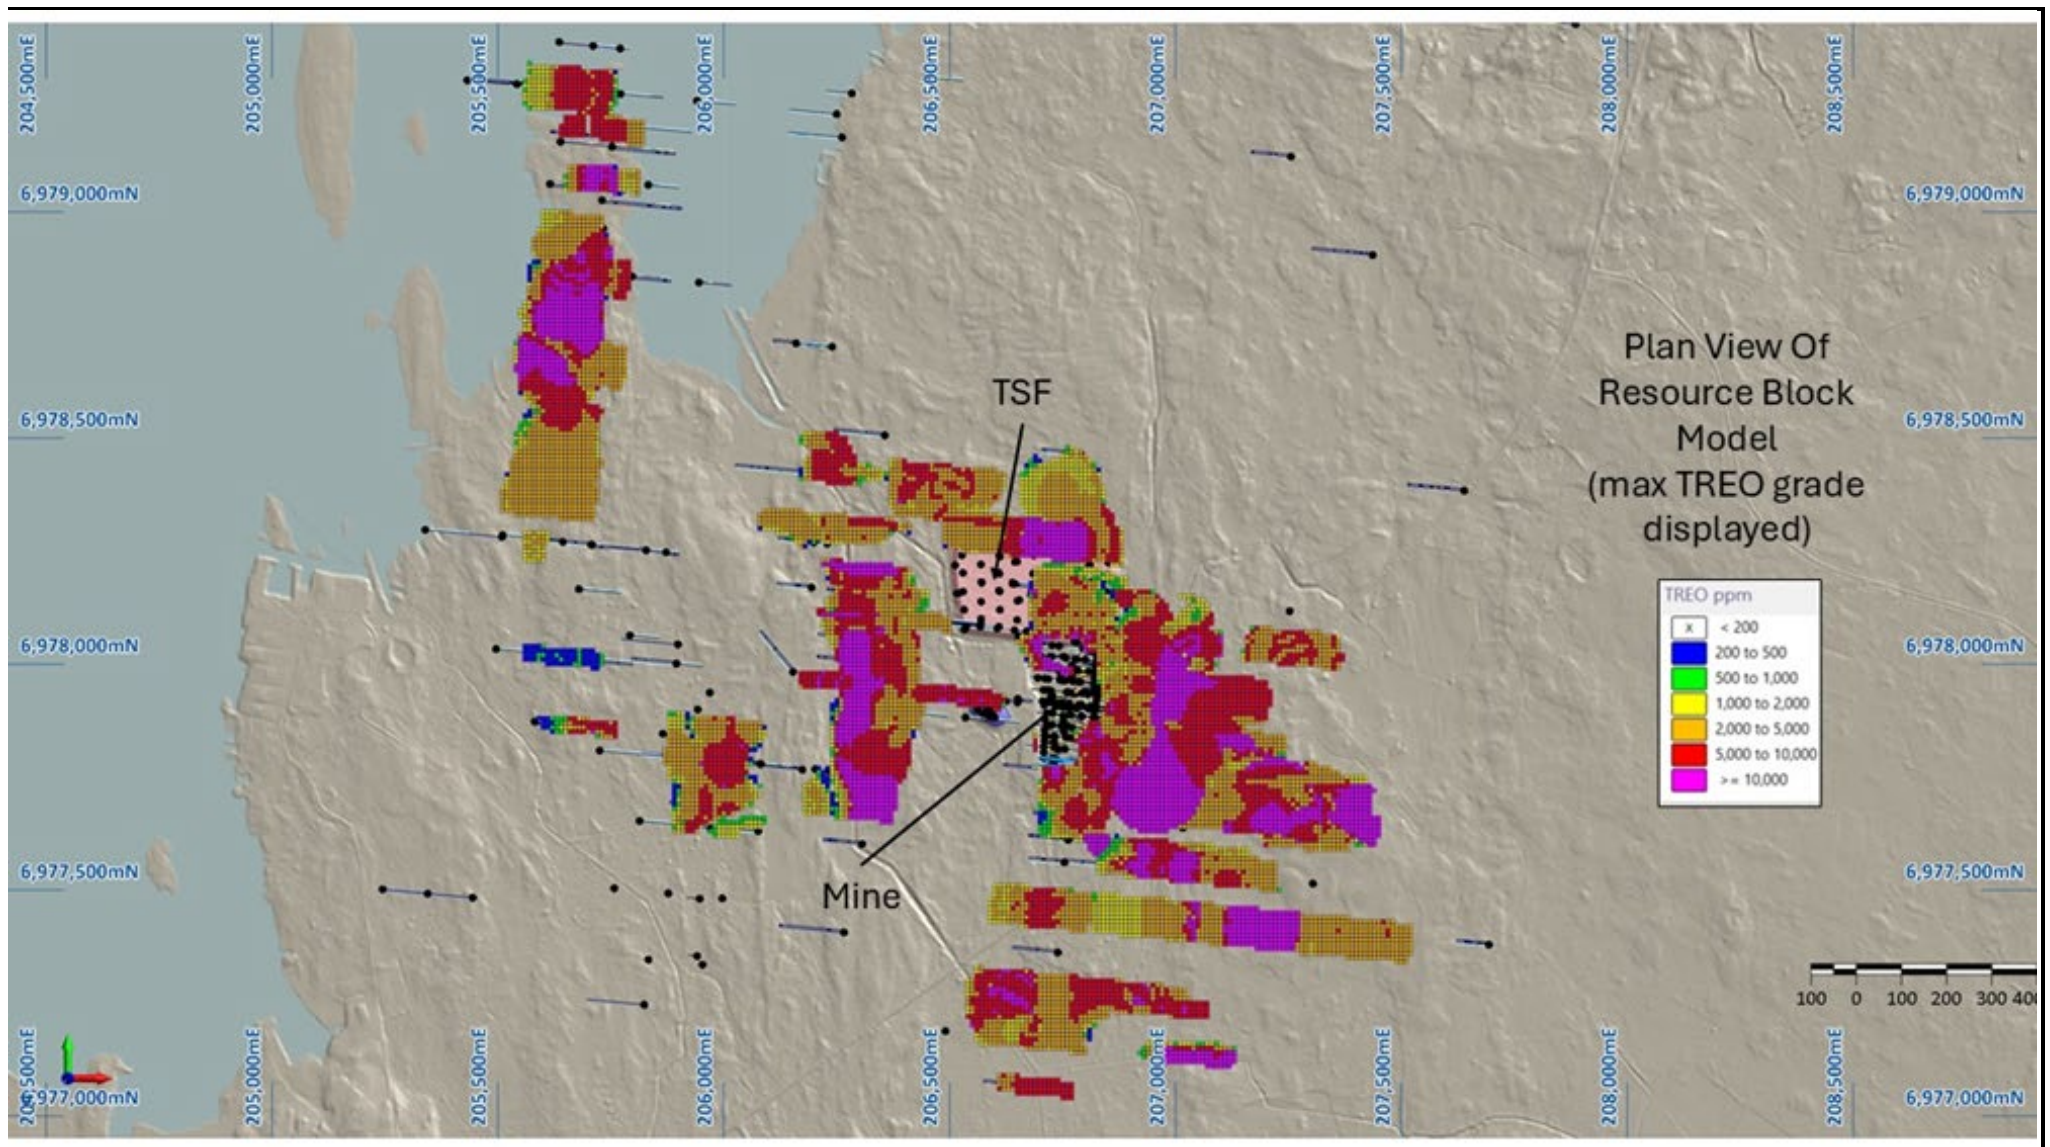 204,500mE
205,000mE
205,500mE
206,000mE
206,500mE
207,000mE
207,500mE
208,000mE
208,500mE
6,979,000mN
6,979,000mN
6,978,500mN
6,978,500mN
6,978,000mN
6,978,000mN
6,977,500mN
6,977,500mN
6,977,000mN
6,977,000mN
TSF
Mine
Plan View Of
Resource Block
Model
(max TREO grade
displayed)
TREO ppm
x < 200
200 to 500
500 to 1,000
1,000 to 2,000
2,000 to 5,000
5,000 to 10,000
>= 10,000
100 0 100 200 300 400
205,000mE
205,500mE
206,000mE
206,500mE
207,000mE
207,500mE
208,000mE
208,500mE